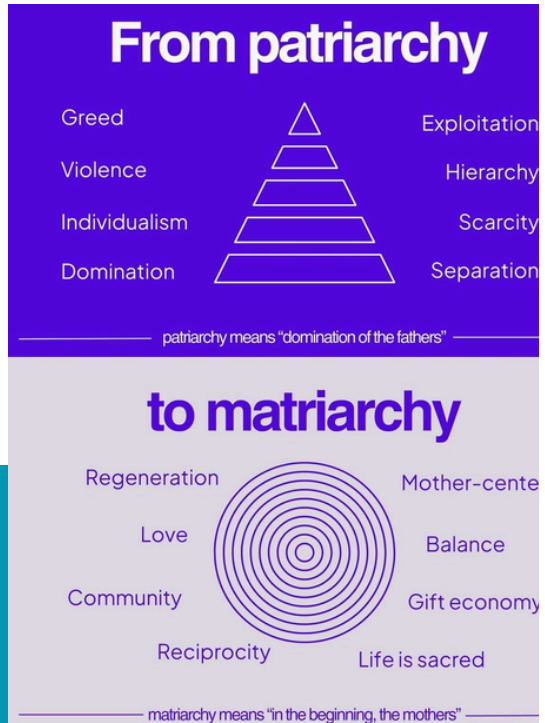 From patriarchy
Greed
Exploitation
Violence
Hierarchy
Individualism
Scarcity
Domination
Separation
patriarchy means “domination of the fathers”
to matriarchy
Regeneration
Mother-cente
Love
Balance
Community
Gift economy
Reciprocity
Life is sacred
matriarchy means “in the beginning, the mothers”